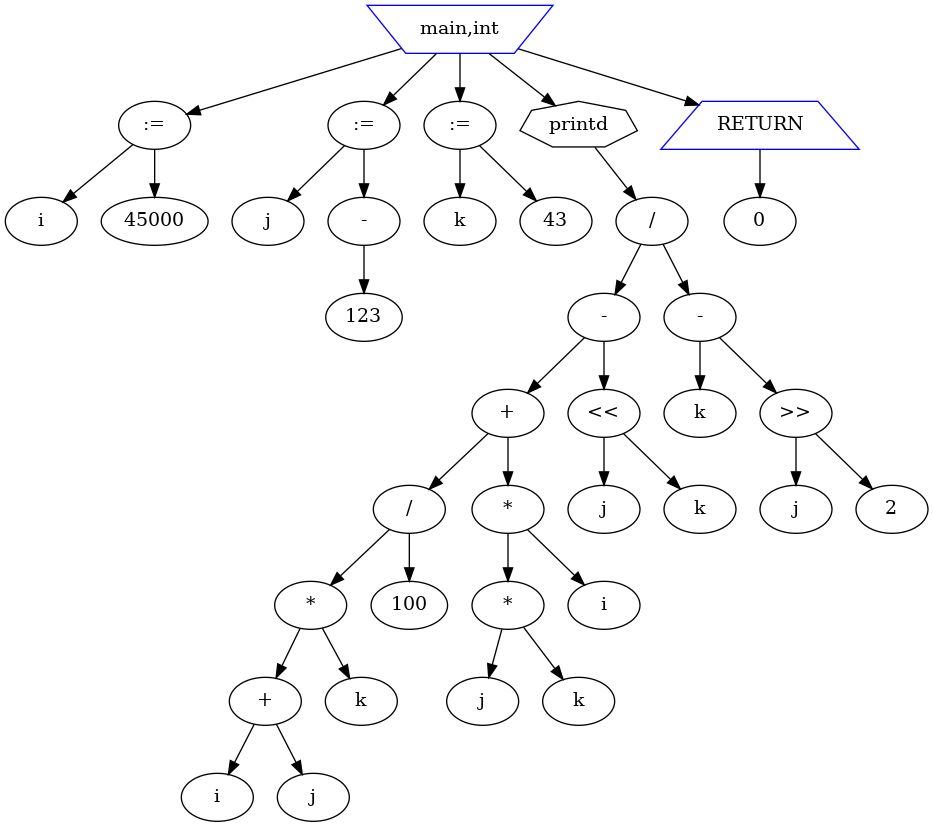 main,int
:=
:=
:=
printd
RETURN
i
45000
j
-
k
43
/
0
123
-
-
+
<<
k
>>
/
*
j
k
j
2
*
100
*
i
+
k
j
k
i
j